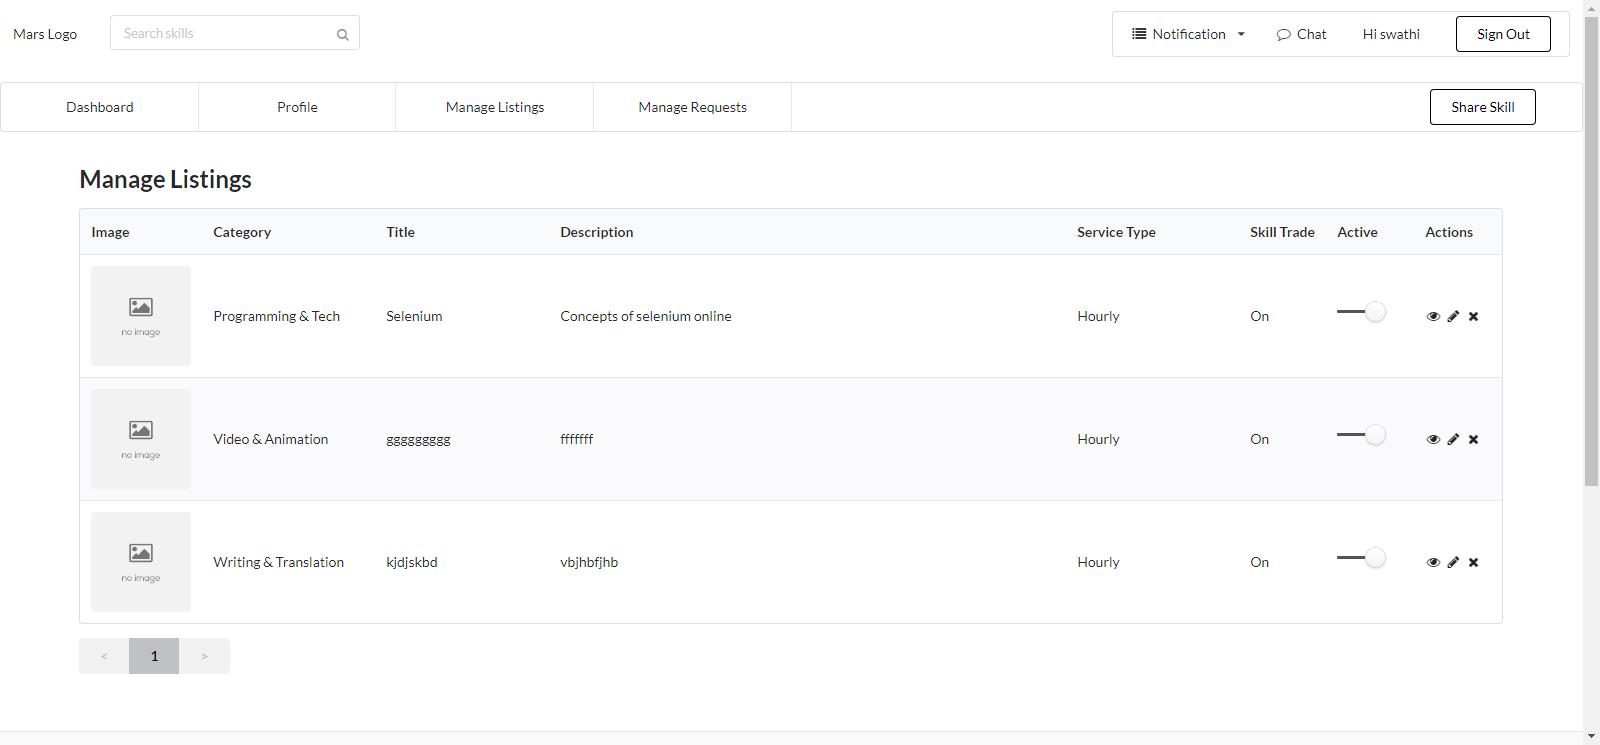 Mars Logo Search skills Notification Chat Hi swathi Sign Out
Dashboard Profile Manage Listings Manage Requests Share Skill
Manage Listings
Image Category Title Description Service Type Skill Trade Active Actions
no image Programming & Tech Selenium Concepts of selenium online Hourly On
no image Video & Animation ggggggggg fffffff Hourly On
no image Writing & Translation kjdjskbd vbjhbfjhb Hourly On
< 1 >